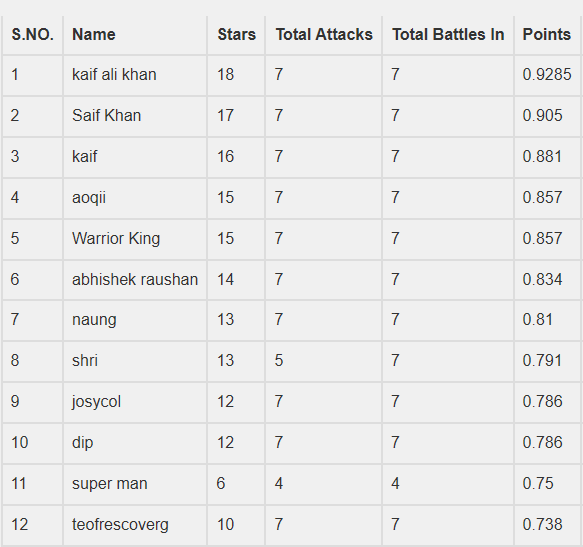 S.NO. Name Stars Total Attacks Total Battles In Points
1 kaif ali khan 18 7 7 0.9285
2 Saif Khan 17 7 7 0.905
3 kaif 16 7 7 0.881
4 aoqii 15 7 7 0.857
5 Warrior King 15 7 7 0.857
6 abhishek raushan 14 7 7 0.834
7 naung 13 7 7 0.81
8 shri 13 5 7 0.791
9 josycol 12 7 7 0.786
10 dip 12 7 7 0.786
11 super man 6 4 4 0.75
12 teofrescoverg 10 7 7 0.738